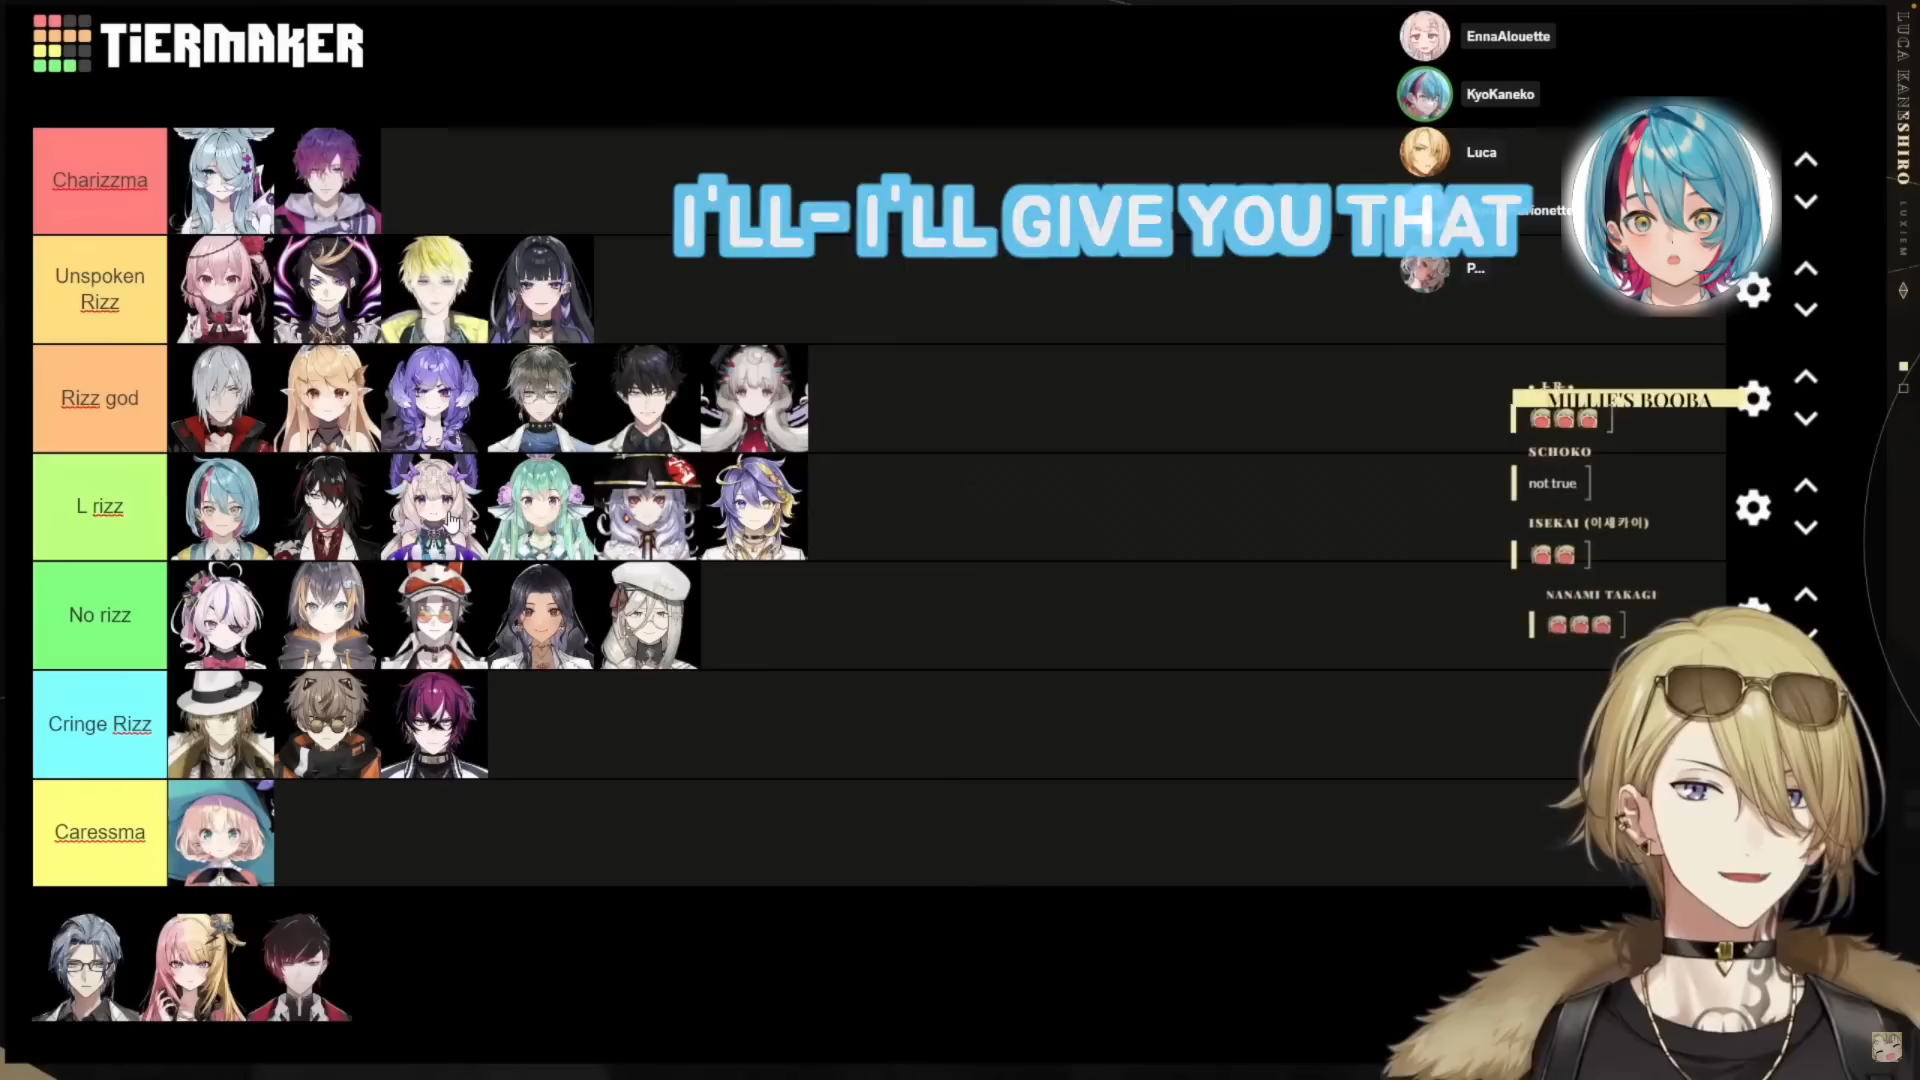 TiERMAKER
EnnaAlouette
KyoKaneko
Luca
I'LL- I'LL GIVE YOU THAT
P...
Charizzma
Unspoken
Rizz
Rizz god
L rizz
No rizz
Cringe Rizz
Caressma
MILLIE'S BOOBA
SCHOKO
not true
ISEKAI (이세카이)
NANAMI TAKAGI
LUCA KANESHIRO
LUXIEM